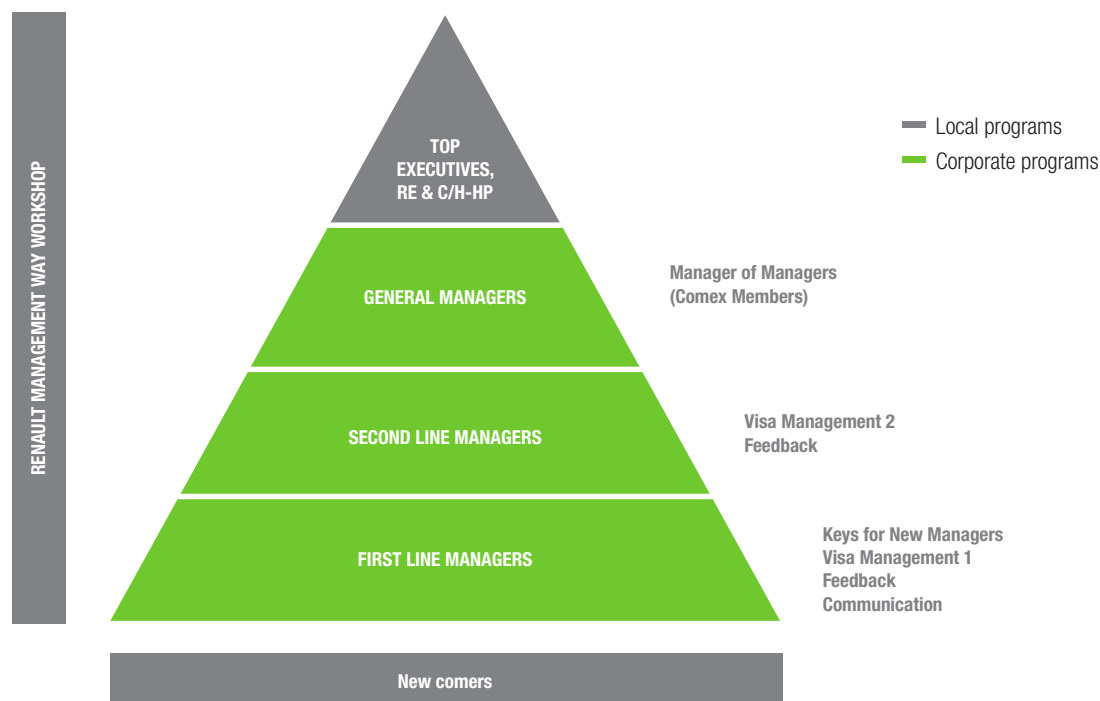 RENAULT MANAGEMENT WAY WORKSHOP
TOP
EXECUTIVES,
RE & C/H-HP
Local programs
Corporate programs
GENERAL MANAGERS
Manager of Managers
(Comex Members)
SECOND LINE MANAGERS
Visa Management 2
Feedback
FIRST LINE MANAGERS
Keys for New Managers
Visa Management 1
Feedback
Communication
New comers